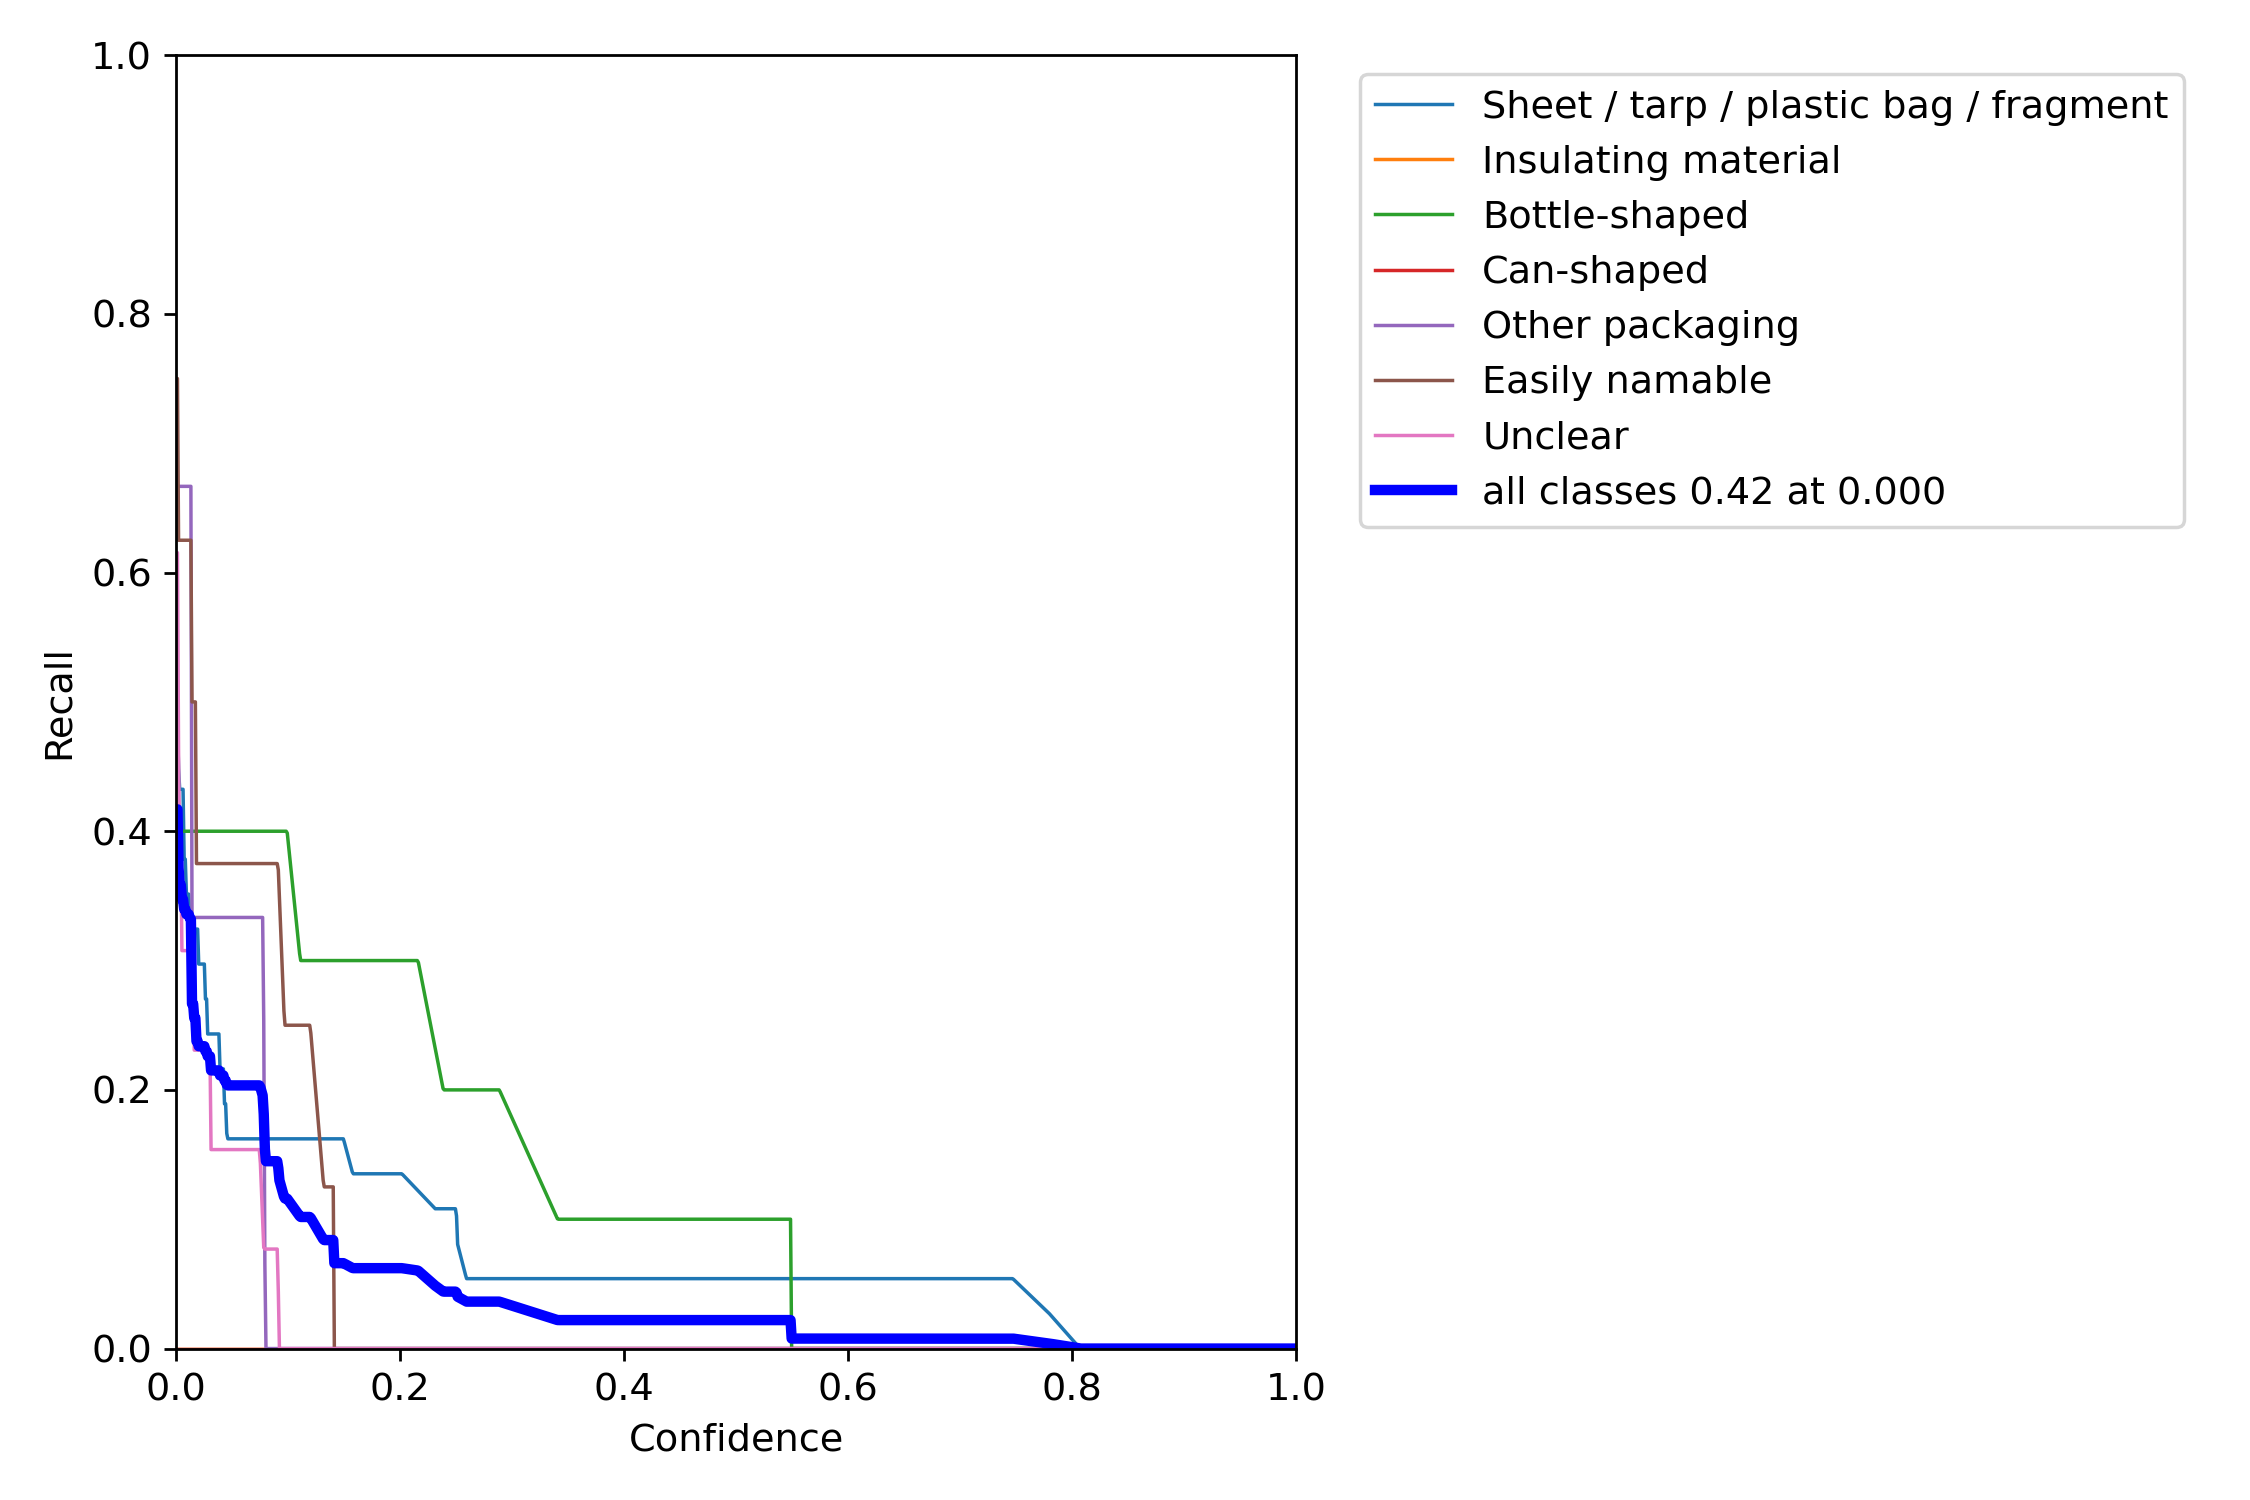 1.0
0.8
0.6
0.4
0.2
0.0
0.0 0.2 0.4 0.6 0.8 1.0
Recall
Confidence
Sheet / tarp / plastic bag / fragment
Insulating material
Bottle-shaped
Can-shaped
Other packaging
Easily namable
Unclear
all classes 0.42 at 0.000